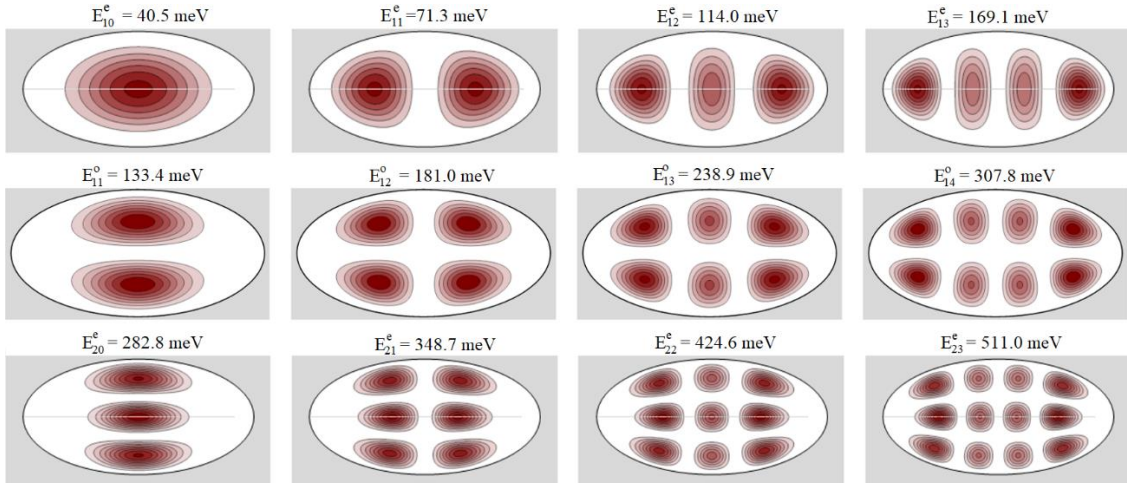 E^e_10 = 40.5 meV
E^e_11 =71.3 meV
E^e_12 = 114.0 meV
E^e_13 = 169.1 meV
E^o_11 = 133.4 meV
E^o_12 = 181.0 meV
E^o_13 = 238.9 meV
E^o_14 = 307.8 meV
E^e_20 = 282.8 meV
E^e_21 = 348.7 meV
E^e_22 = 424.6 meV
E^e_23 = 511.0 meV